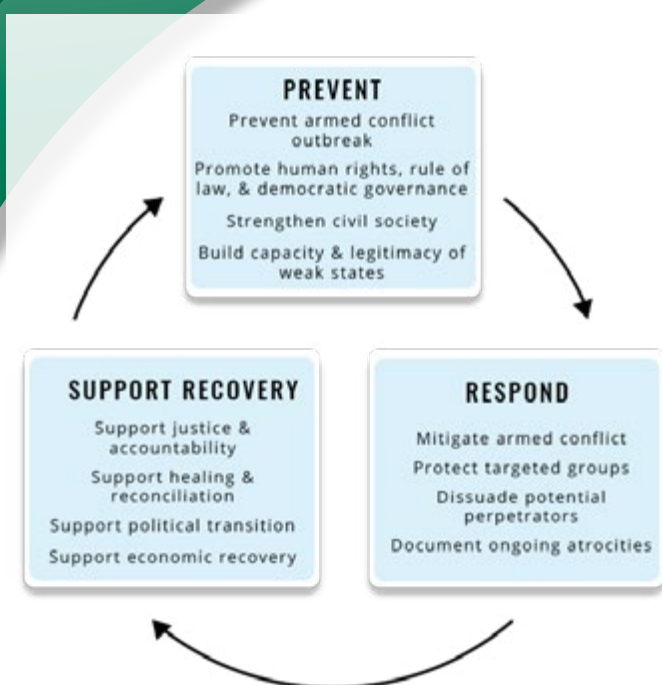 PREVENT
Prevent armed conflict
outbreak
Promote human rights, rule of
law, & democratic governance
Strengthen civil society
Build capacity & legitimacy of
weak states
SUPPORT RECOVERY
Support justice &
accountability
Support healing &
reconciliation
Support political transition
Support economic recovery
RESPOND
Mitigate armed conflict
Protect targeted groups
Dissuade potential
perpetrators
Document ongoing atrocities